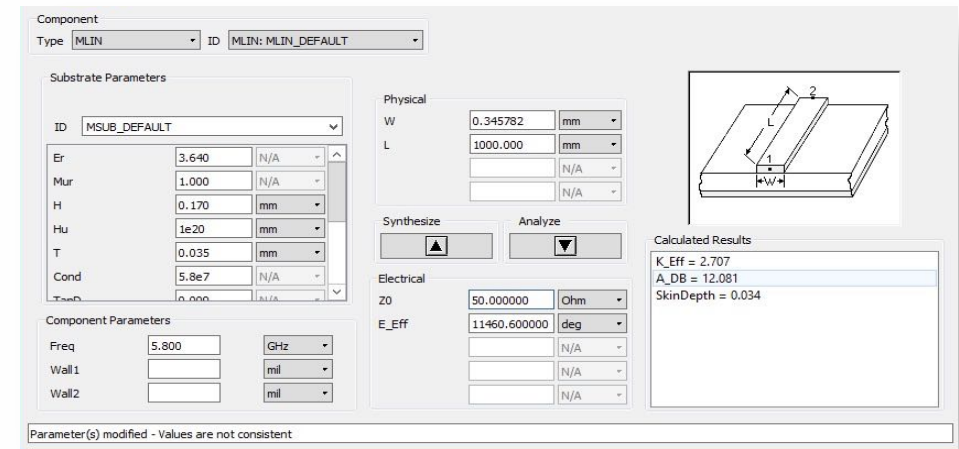 Component
Type MLIN ID MLIN: MLIN_DEFAULT
Substrate Parameters
ID MSUB_DEFAULT
Er 3.640 N/A
Mur 1.000 N/A
H 0.170 mm
Hu 1e20 mm
T 0.035 mm
Cond 5.8e7 N/A
TanD 0.000 N/A
Component Parameters
Freq 5.800 GHz
Wall1 mil
Wall2 mil
Physical
W 0.345782 mm
L 1000.000 mm
N/A
N/A
Synthesize Analyze
Electrical
Z0 50.000000 Ohm
E_Eff 11460.600000 deg
N/A
N/A
N/A
2
L
1
W
Calculated Results
K_Eff = 2.707
A_DB = 12.081
SkinDepth = 0.034
Parameter(s) modified - Values are not consistent